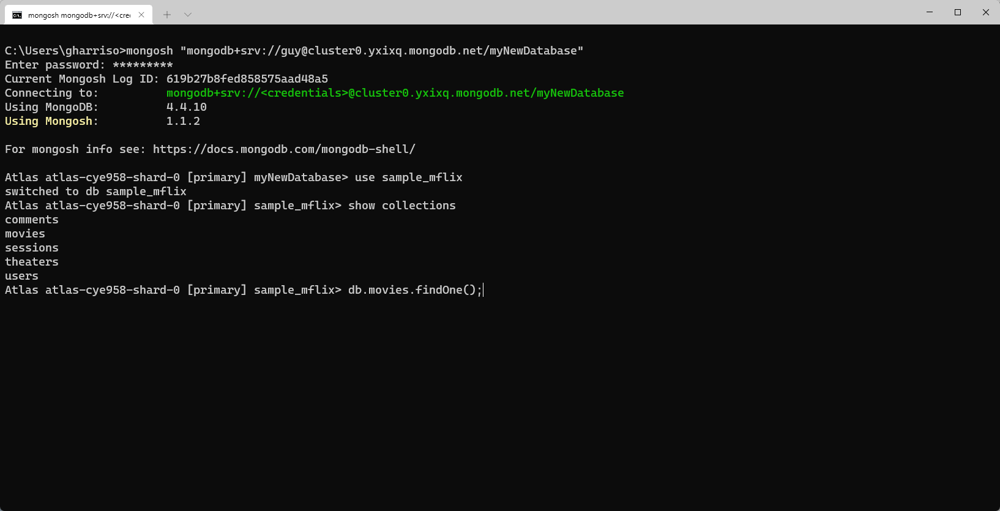 mongosh mongodb+srv://<cre
C:\Users\gharriso>mongosh "mongodb+srv://guy@cluster0.yxixq.mongodb.net/myNewDatabase"
Enter password: *********
Current Mongosh Log ID: 619b27b8fed858575aad48a5
Connecting to: mongodb+srv://<credentials>@cluster0.yxixq.mongodb.net/myNewDatabase
Using MongoDB: 4.4.10
Using Mongosh: 1.1.2
For mongosh info see: https://docs.mongodb.com/mongodb-shell/
Atlas atlas-cye958-shard-0 [primary] myNewDatabase> use sample_mflix
switched to db sample_mflix
Atlas atlas-cye958-shard-0 [primary] sample_mflix> show collections
comments
movies
sessions
theaters
users
Atlas atlas-cye958-shard-0 [primary] sample_mflix> db.movies.findOne();